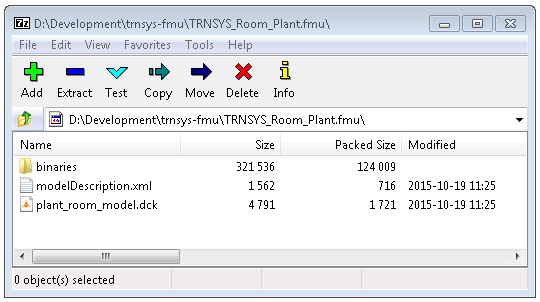 7z D:\Development\trnsys-fmu\TRNSYS_Room_Plant.fmu\
File Edit View Favorites Tools Help
Add Extract Test Copy Move Delete Info
D:\Development\trnsys-fmu\TRNSYS_Room_Plant.fmu\
Name Size Packed Size Modified
binaries 321 536 124 009
modelDescription.xml 1 562 716 2015-10-19 11:25
plant_room_model.dck 4 791 1 721 2015-10-19 11:25
0 object(s) selected